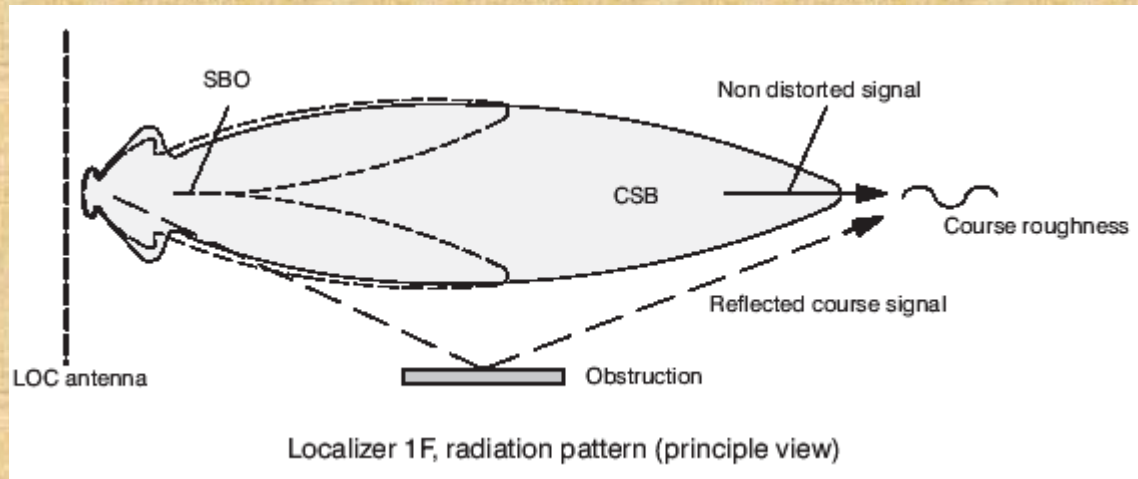 SBO
Non distorted signal
CSB
Course roughness
Reflected course signal
LOC antenna
Obstruction
Localizer 1F, radiation pattern (principle view)